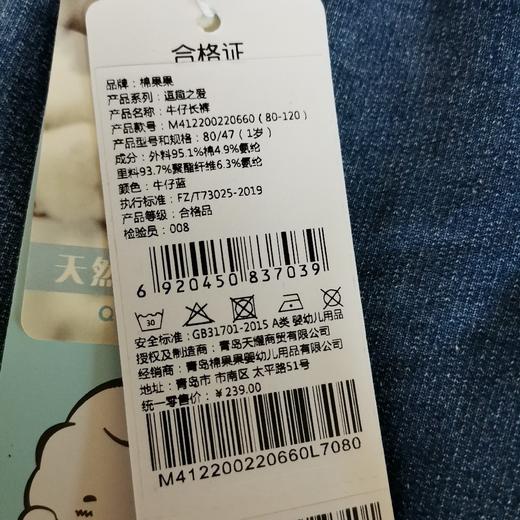 合格证
品牌：棉果果
产品系列：逗趣之爱
产品名称：牛仔长裤
产品款号：M412200220660（80-120）
产品型号和规格：80/47（1岁）
成分：外料95.1%棉4.9%氨纶
里料93.7%聚酯纤维6.3%氨纶
颜色：牛仔蓝
执行标准：FZ/T73025-2019
产品等级：合格品
检验员：008
6 920450 837039
30
安全标准：GB31701-2015 A类 婴幼儿用品
授权及制造商：青岛天耀商贸有限公司
经销商：青岛棉果果婴幼儿用品有限公司
地址：青岛市 市南区 太平路51号
统一零售价：￥239.00
M412200220660L7080
天然
Q